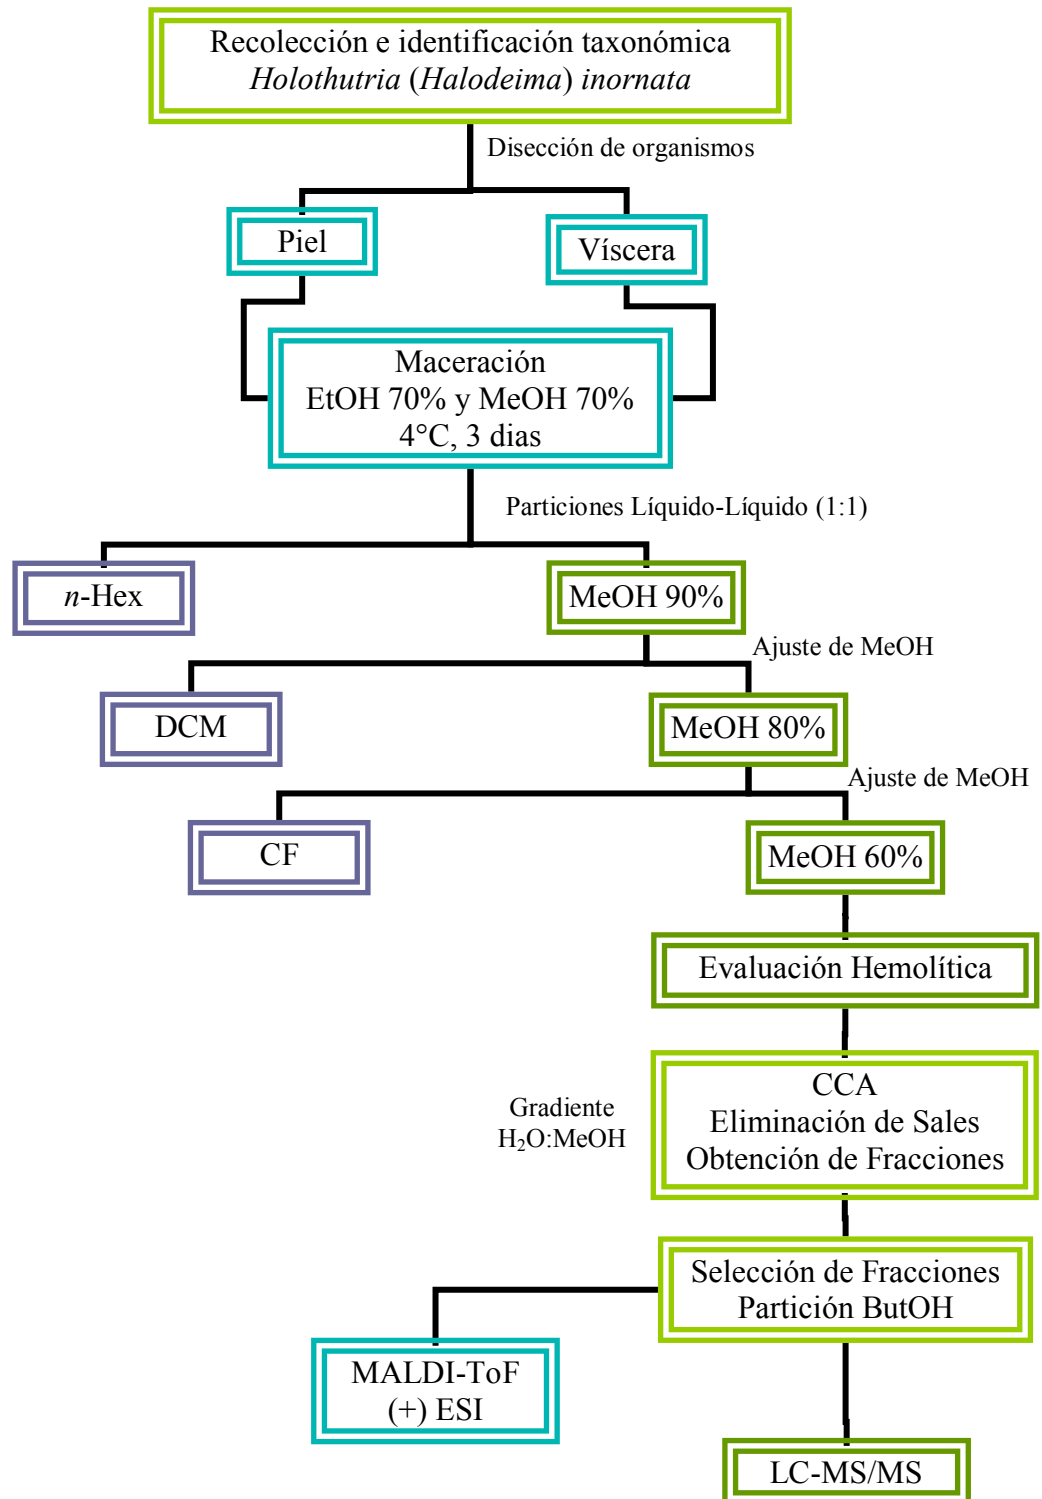 Recolección e identificación taxonómica
Holothutria (Halodeima) inornata
Disección de organismos
Piel
Víscera
Maceración
EtOH 70% y MeOH 70%
4°C, 3 dias
Particiones Líquido-Líquido (1:1)
n-Hex
MeOH 90%
Ajuste de MeOH
DCM
MeOH 80%
Ajuste de MeOH
CF
MeOH 60%
Evaluación Hemolítica
Gradiente
H₂O:MeOH
CCA
Eliminación de Sales
Obtención de Fracciones
Selección de Fracciones
Partición ButOH
MALDI-ToF
(+) ESI
LC-MS/MS